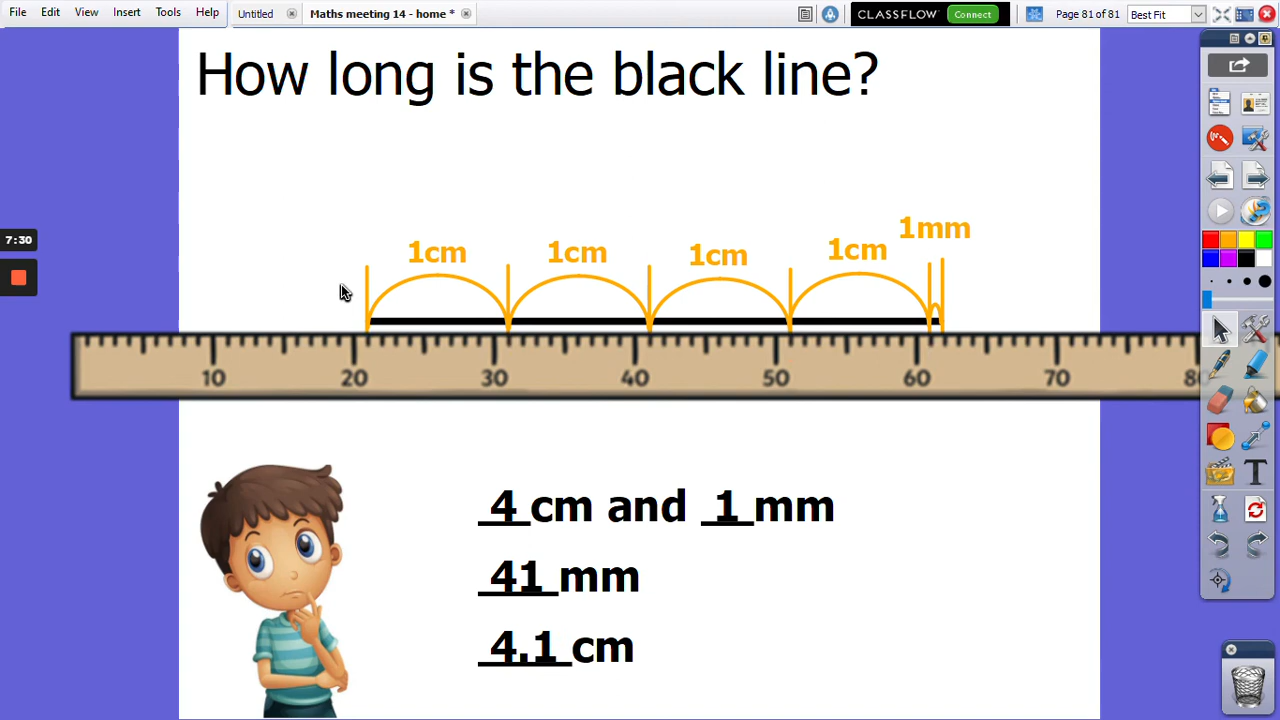 File Edit View Insert Tools Help Untitled Maths meeting 14 - home * CLASSFLOW Connect Page 81 of 81 Best Fit
How long is the black line?
7:30
1cm 1cm 1cm 1cm 1mm
10 20 30 40 50 60 70
4 cm and 1 mm
41 mm
4.1 cm
T